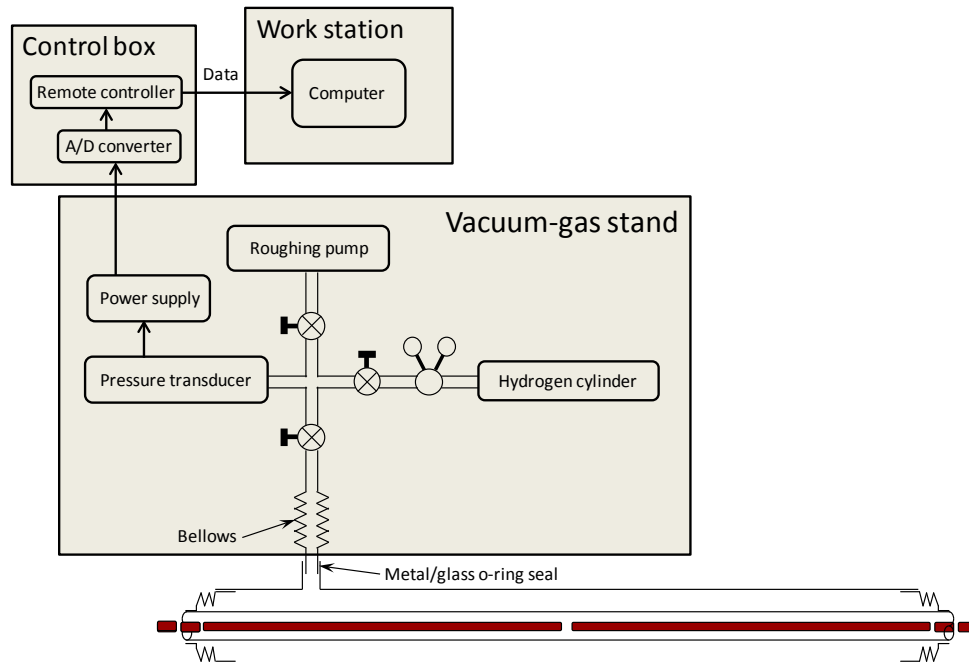 Control box
Remote controller
A/D converter
Data
Work station
Computer
Vacuum-gas stand
Roughing pump
Power supply
Pressure transducer
Hydrogen cylinder
Bellows
Metal/glass o-ring seal